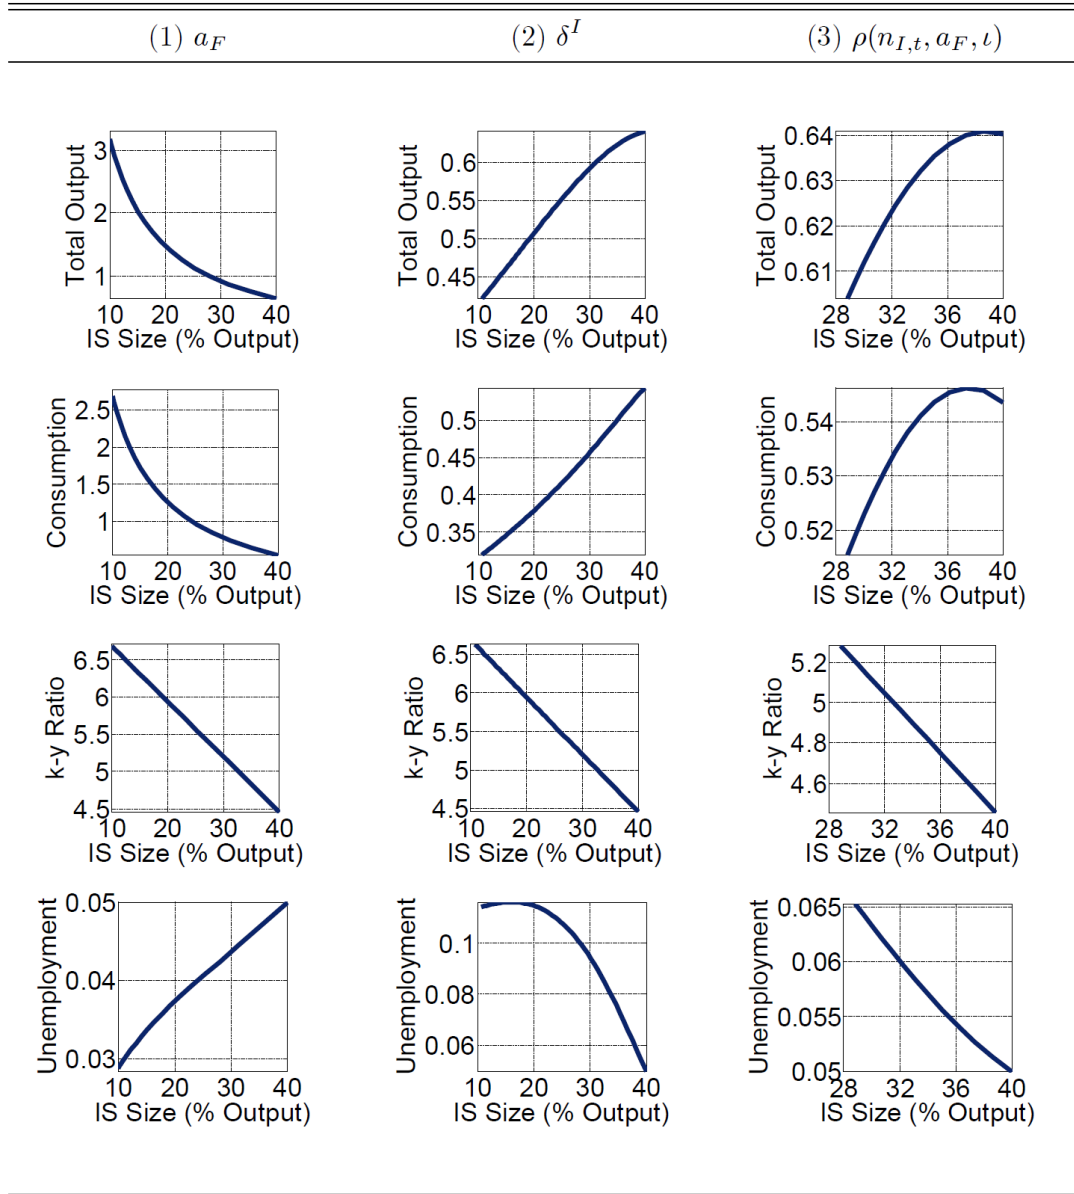 (1) a_F (2) δ^I (3) ρ(n_{I,t}, a_F, ι)
Total Output
3
2
1
10 20 30 40
IS Size (% Output)
Total Output
0.6
0.55
0.5
0.45
10 20 30 40
IS Size (% Output)
Total Output
0.64
0.63
0.62
0.61
28 32 36 40
IS Size (% Output)
Consumption
2.5
2
1.5
1
10 20 30 40
IS Size (% Output)
Consumption
0.5
0.45
0.4
0.35
10 20 30 40
IS Size (% Output)
Consumption
0.54
0.53
0.52
28 32 36 40
IS Size (% Output)
k-y Ratio
6.5
6
5.5
5
4.5
10 20 30 40
IS Size (% Output)
k-y Ratio
6.5
6
5.5
5
4.5
10 20 30 40
IS Size (% Output)
k-y Ratio
5.2
5
4.8
4.6
28 32 36 40
IS Size (% Output)
Unemployment
0.05
0.04
0.03
10 20 30 40
IS Size (% Output)
Unemployment
0.1
0.08
0.06
10 20 30 40
IS Size (% Output)
Unemployment
0.065
0.06
0.055
0.05
28 32 36 40
IS Size (% Output)